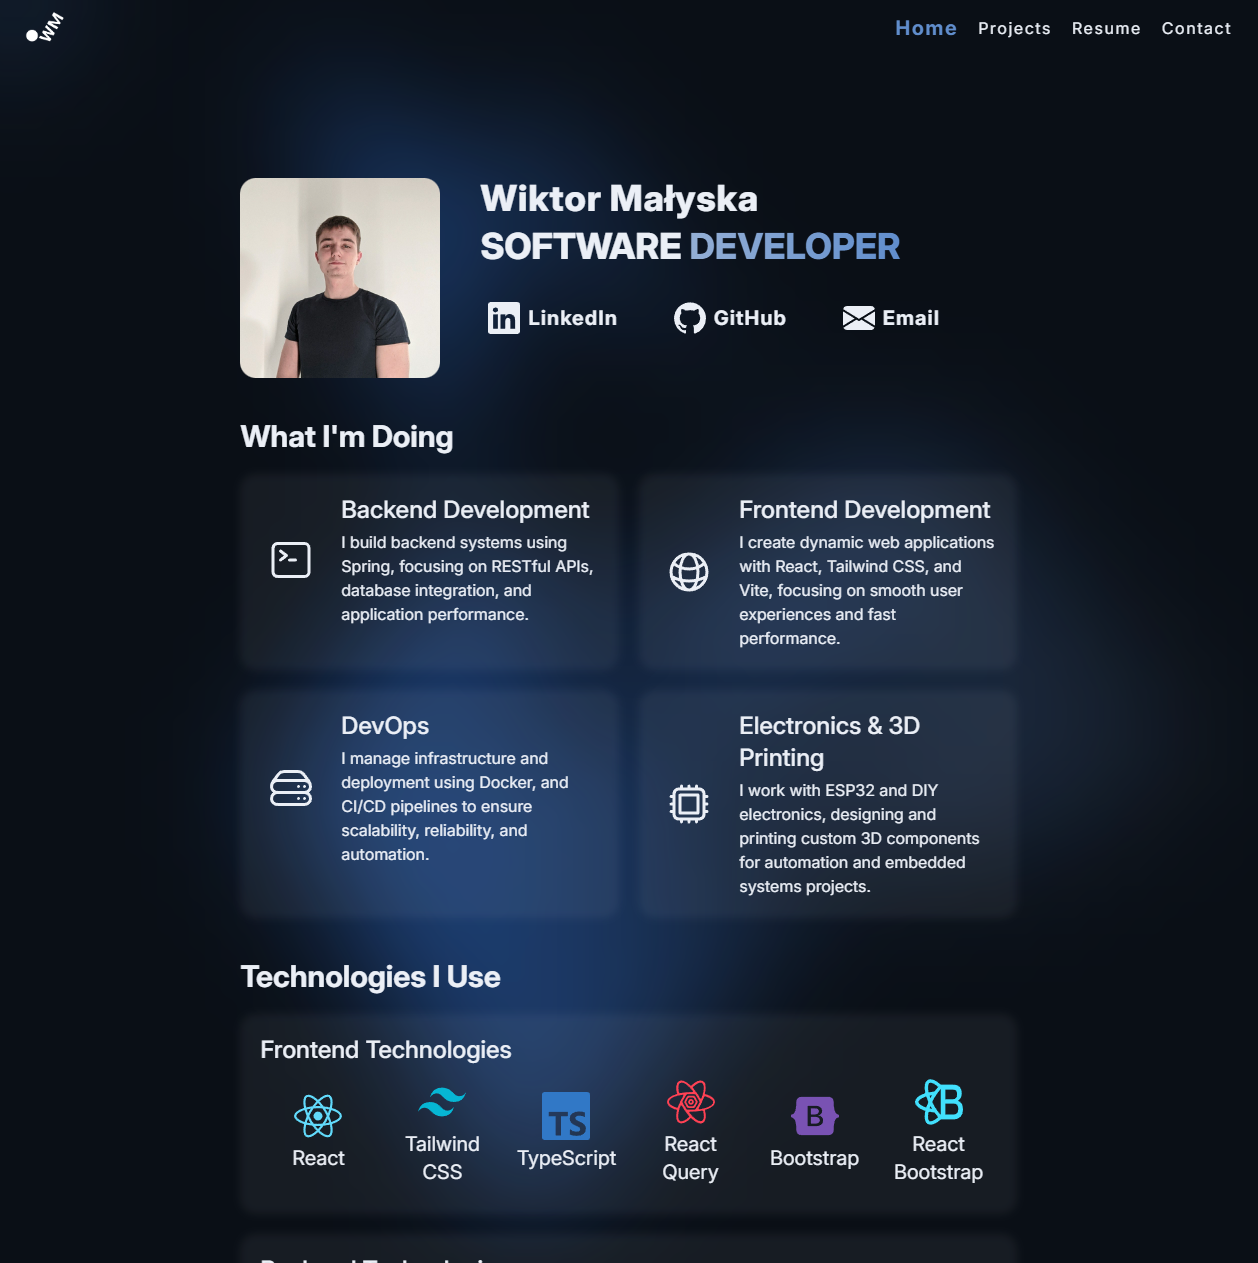 WM
Home Projects Resume Contact
Wiktor Małyska
SOFTWARE DEVELOPER
LinkedIn GitHub Email
What I'm Doing
Backend Development
I build backend systems using
Spring, focusing on RESTful APIs,
database integration, and
application performance.
Frontend Development
I create dynamic web applications
with React, Tailwind CSS, and
Vite, focusing on smooth user
experiences and fast
performance.
DevOps
I manage infrastructure and
deployment using Docker, and
CI/CD pipelines to ensure
scalability, reliability, and
automation.
Electronics & 3D
Printing
I work with ESP32 and DIY
electronics, designing and
printing custom 3D components
for automation and embedded
systems projects.
Technologies I Use
Frontend Technologies
React
Tailwind
CSS
TS
TypeScript
React
Query
B
Bootstrap
B
React
Bootstrap